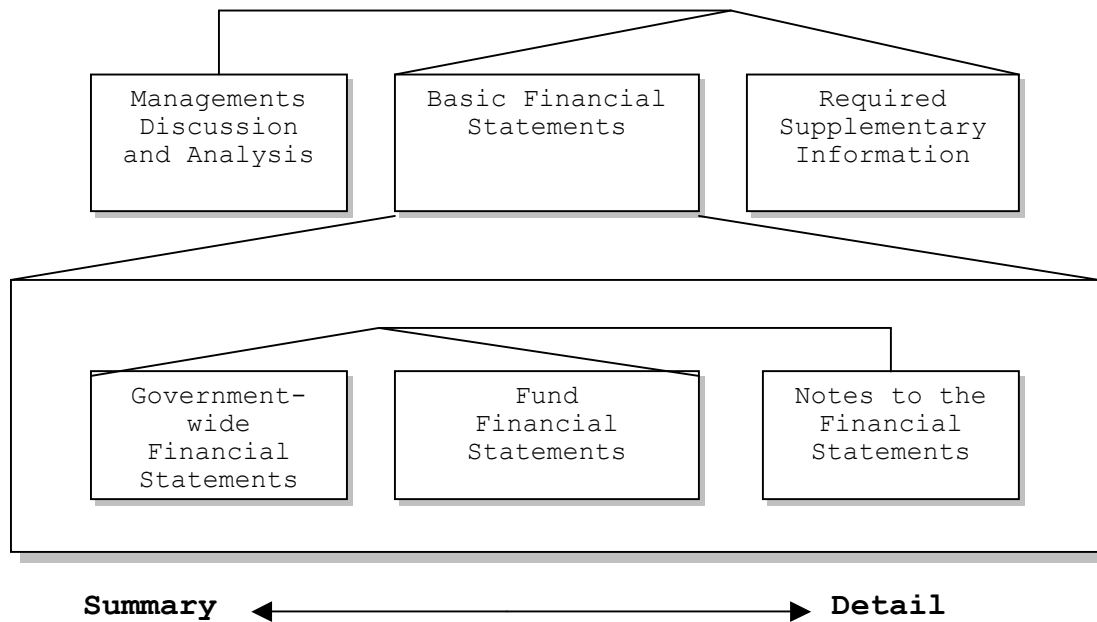 Managements
Discussion
and Analysis
Basic Financial
Statements
Required
Supplementary
Information
Government-
wide
Financial
Statements
Fund
Financial
Statements
Notes to the
Financial
Statements
Summary
Detail